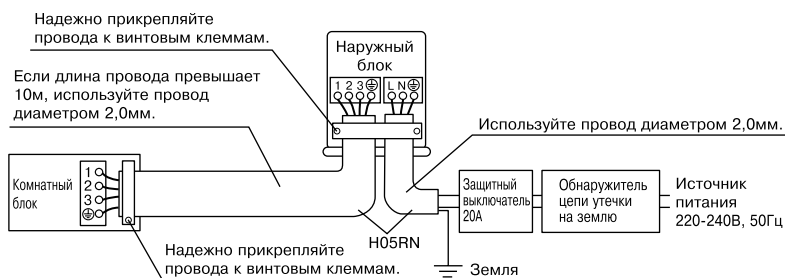 Надежно прикрепляйте
провода к винтовым клеммам.
Если длина провода превышает
10м, используйте провод
диаметром 2,0мм.
Наружный
блок
1 2 3
L N
Используйте провод диаметром 2,0мм.
Комнатный
блок
1
2
3
Защитный
выключатель
20А
Обнаружитель
цепи утечки
на землю
Источник
питания
220-240В, 50Гц
H05RN
Надежно прикрепляйте
провода к винтовым клеммам.
Земля